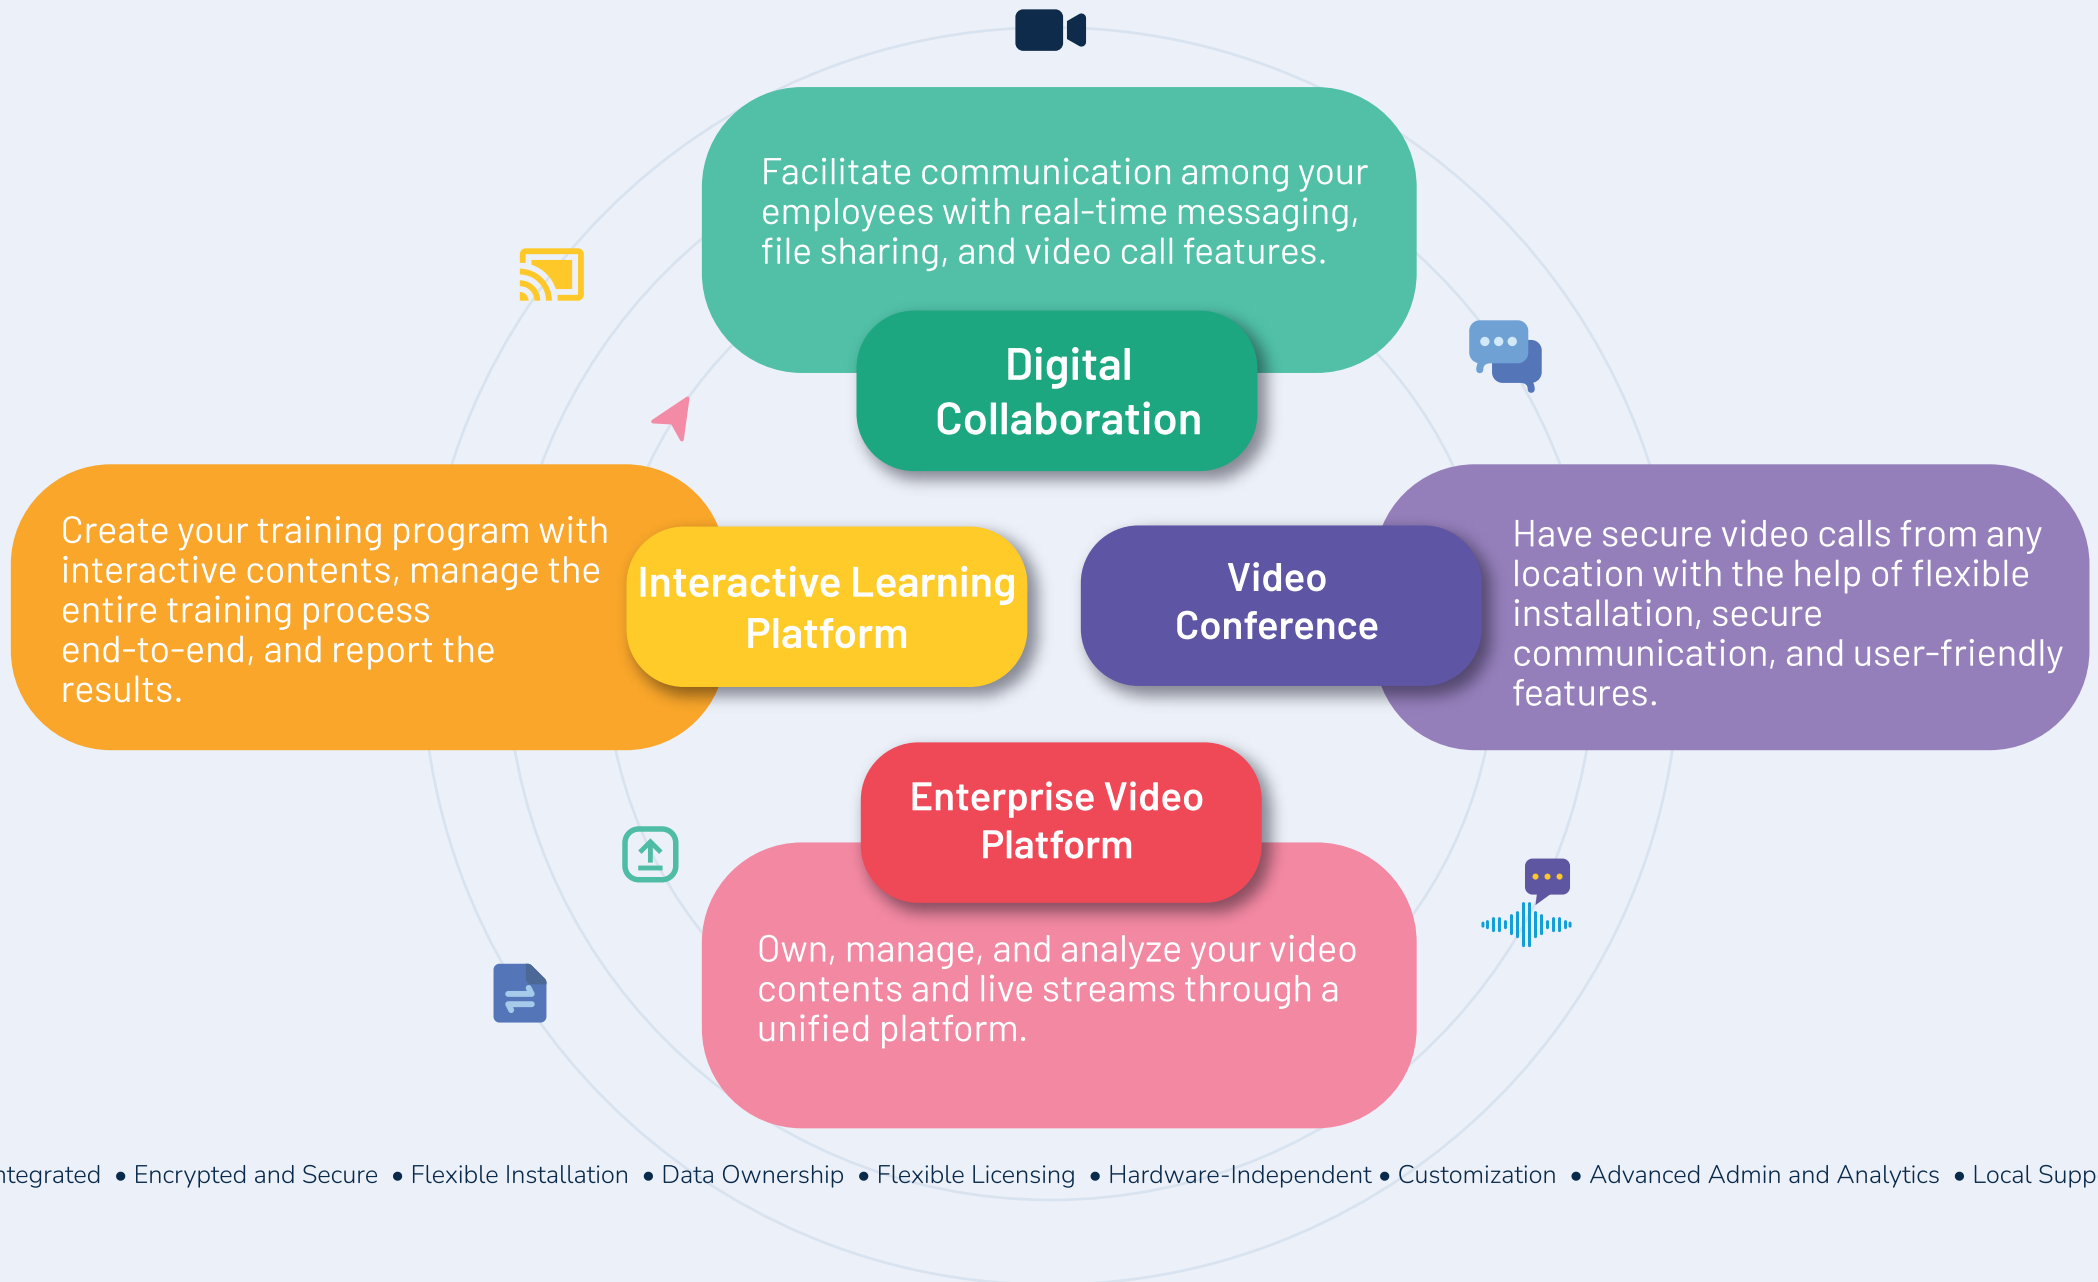 Facilitate communication among your
employees with real-time messaging,
file sharing, and video call features.
Digital
Collaboration
Create your training program with
interactive contents, manage the
entire training process
end-to-end, and report the
results.
Interactive Learning
Platform
Video
Conference
Have secure video calls from any
location with the help of flexible
installation, secure
communication, and user-friendly
features.
Enterprise Video
Platform
Own, manage, and analyze your video
contents and live streams through a
unified platform.
ntegrated • Encrypted and Secure • Flexible Installation • Data Ownership • Flexible Licensing • Hardware-Independent • Customization • Advanced Admin and Analytics • Local Supp